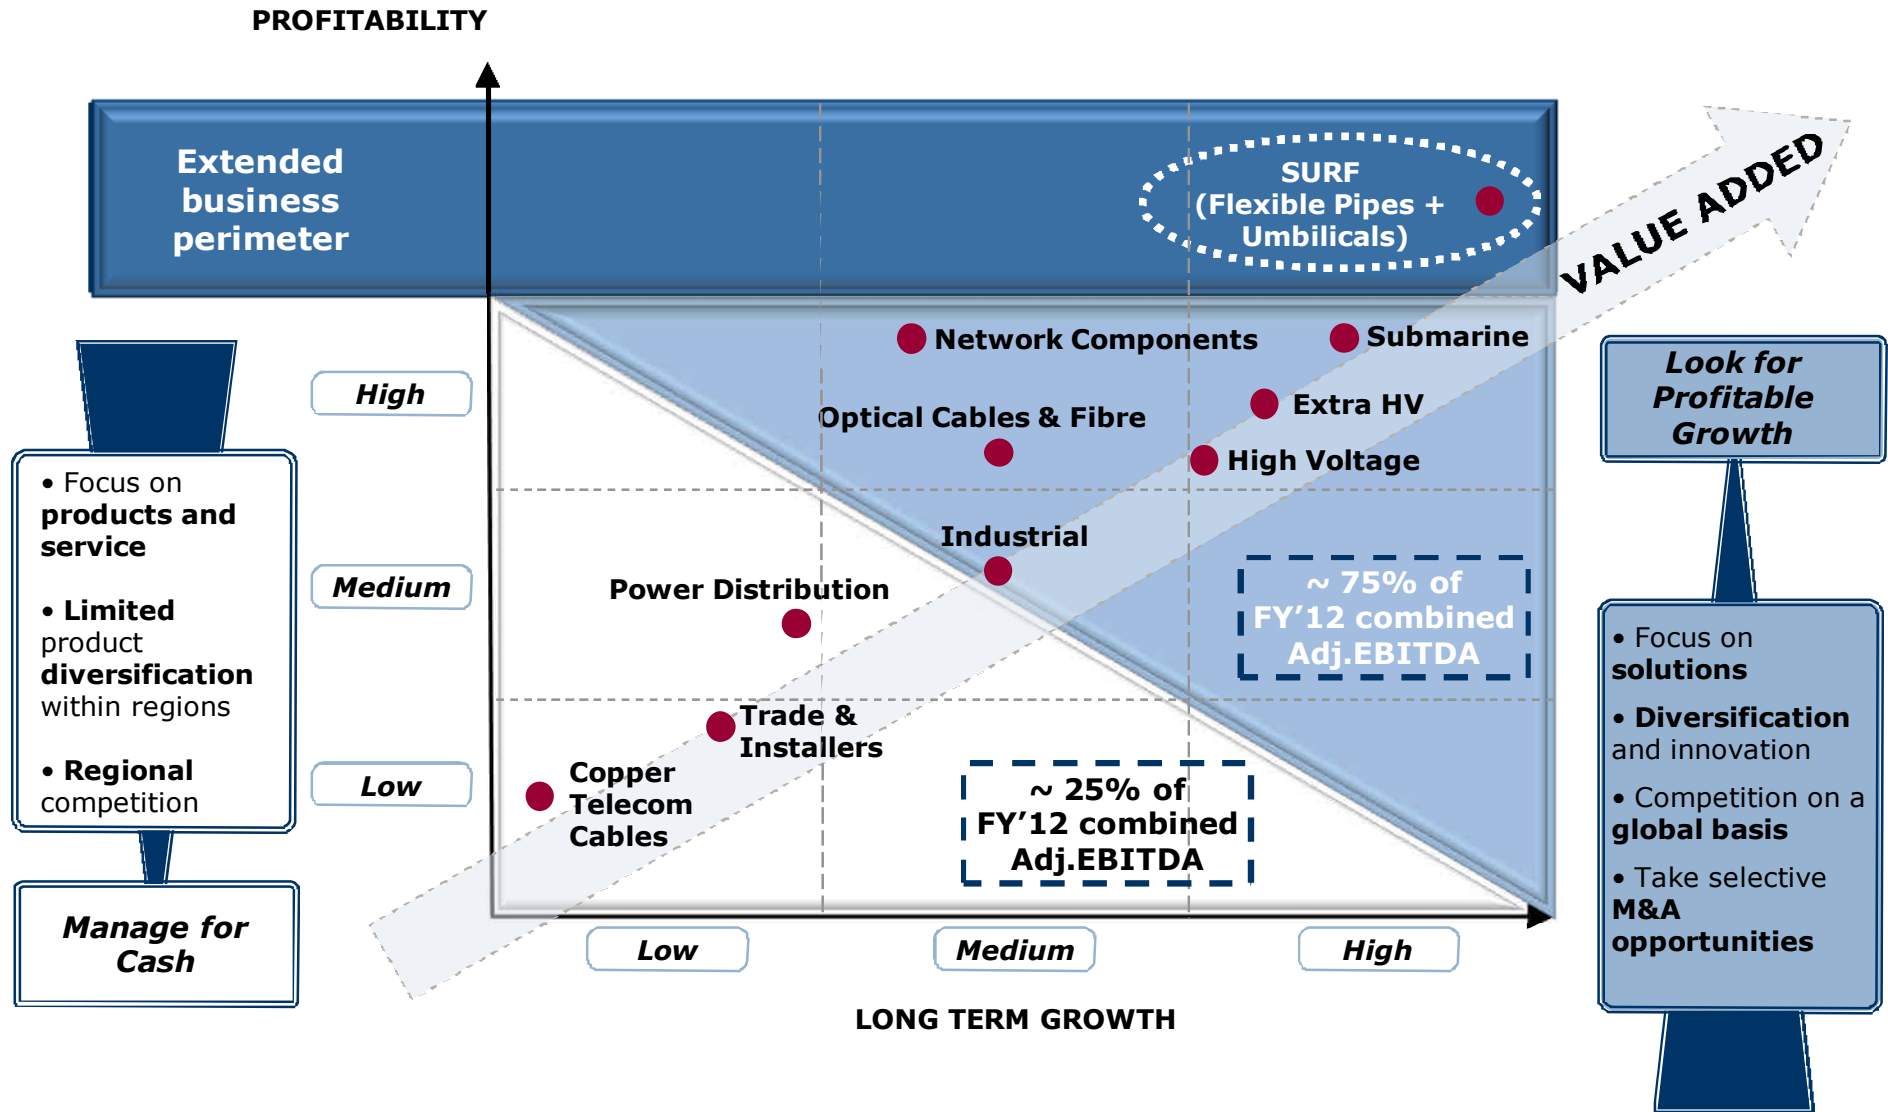 PROFITABILITY
Extended
business
perimeter
SURF
(Flexible Pipes +
Umbilicals)
VALUE ADDED
Network Components
Submarine
High
Extra HV
Optical Cables & Fibre
High Voltage
Look for
Profitable
Growth
• Focus on
products and
service
• Limited
product
diversification
within regions
• Regional
competition
Manage for
Cash
Medium
Industrial
Power Distribution
~ 75% of
FY'12 combined
Adj.EBITDA
Trade &
Installers
Low
Copper
Telecom
Cables
~ 25% of
FY'12 combined
Adj.EBITDA
• Focus on
solutions
• Diversification
and innovation
• Competition on a
global basis
• Take selective
M&A
opportunities
Low
Medium
High
LONG TERM GROWTH